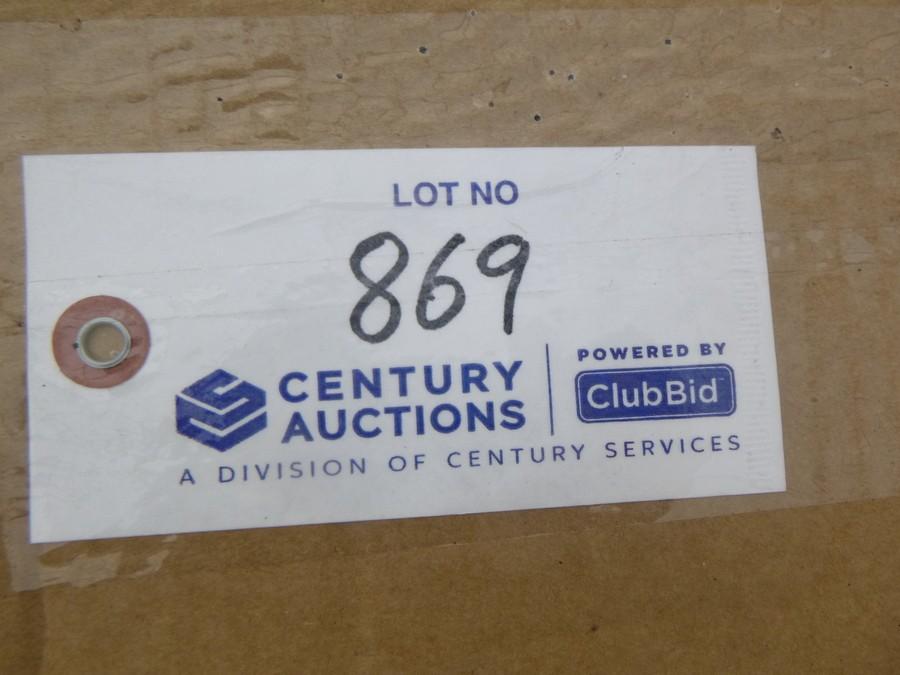 LOT NO
869
CENTURY
AUCTIONS
POWERED BY
ClubBid
A DIVISION OF CENTURY SERVICES